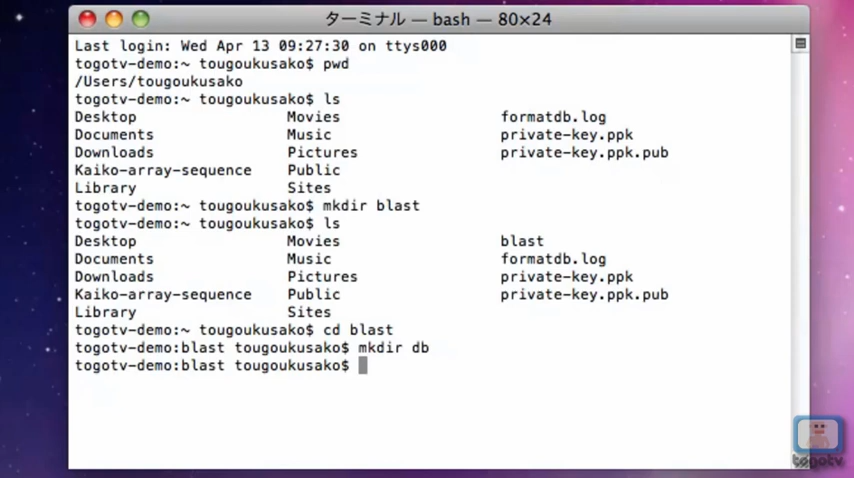 ターミナル — bash — 80×24
Last login: Wed Apr 13 09:27:30 on ttys000
togotv-demo:~ tougoukusako$ pwd
/Users/tougoukusako
togotv-demo:~ tougoukusako$ ls
Desktop Movies formatdb.log
Documents Music private-key.ppk
Downloads Pictures private-key.ppk.pub
Kaiko-array-sequence Public
Library Sites
togotv-demo:~ tougoukusako$ mkdir blast
togotv-demo:~ tougoukusako$ ls
Desktop Movies blast
Documents Music formatdb.log
Downloads Pictures private-key.ppk
Kaiko-array-sequence Public private-key.ppk.pub
Library Sites
togotv-demo:~ tougoukusako$ cd blast
togotv-demo:blast tougoukusako$ mkdir db
togotv-demo:blast tougoukusako$
togotv